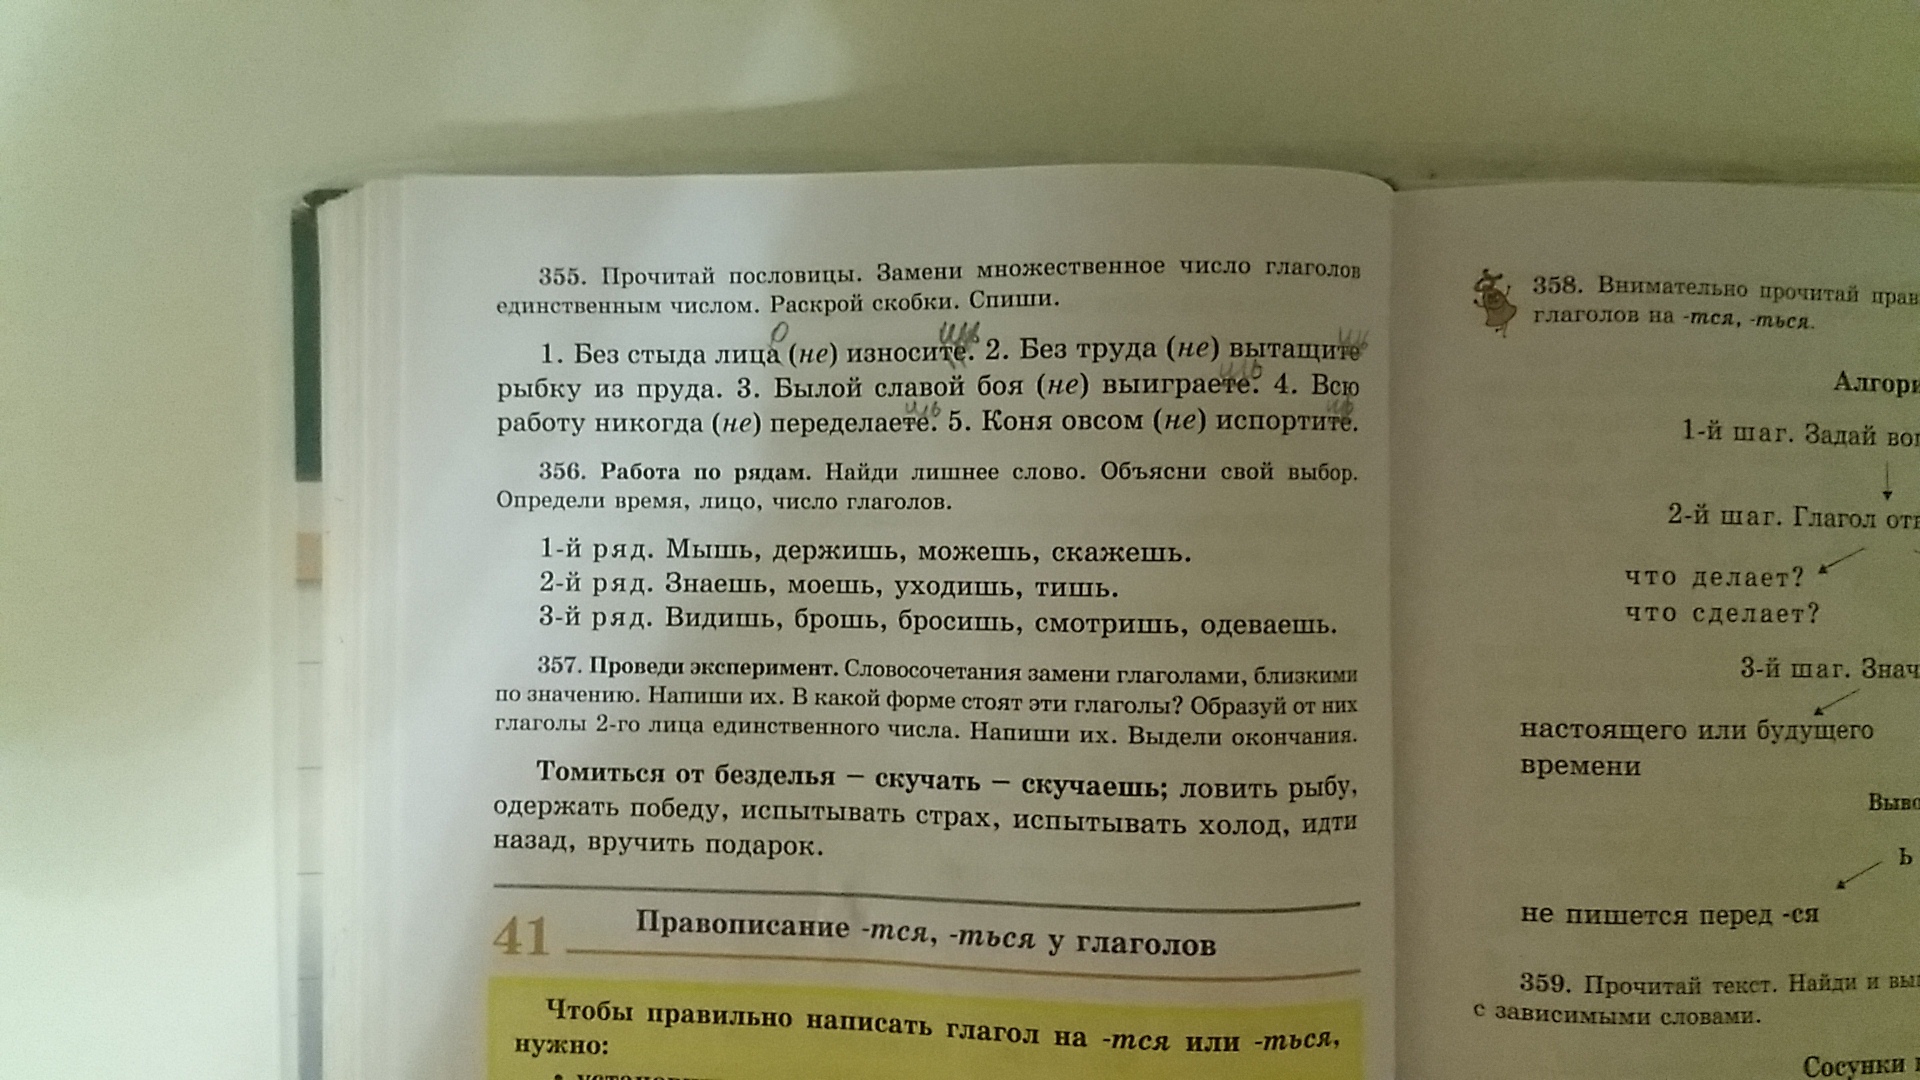 355. Прочитай пословицы. Замени множественное число глаголов
единственным числом. Раскрой скобки. Спиши.
1. Без стыда лица (не) износите. 2. Без труда (не) вытащите
рыбку из пруда. 3. Былой славой боя (не) выиграете. 4. Всю
работу никогда (не) переделаете. 5. Коня овсом (не) испортите.
356. Работа по рядам. Найди лишнее слово. Объясни свой выбор.
Определи время, лицо, число глаголов.
1-й ряд. Мышь, держишь, можешь, скажешь.
2-й ряд. Знаешь, моешь, уходишь, тишь.
3-й ряд. Видишь, брошь, бросишь, смотришь, одеваешь.
357. Проведи эксперимент. Словосочетания замени глаголами, близкими
по значению. Напиши их. В какой форме стоят эти глаголы? Образуй от них
глаголы 2-го лица единственного числа. Напиши их. Выдели окончания.
Томиться от безделья – скучать – скучаешь; ловить рыбу,
одержать победу, испытывать страх, испытывать холод, идти
назад, вручить подарок.
41
Правописание -тся, -ться у глаголов
Чтобы правильно написать глагол на -тся или -ться,
нужно:
358. Внимательно прочитай
глаголов на -тся, -ться.
1-й шаг. Задай
2-й шаг. Глагол
что делает?
что сделает?
3-й шаг.
настоящего или будущего
времени
Ь
не пишется перед -ся
359. Прочитай текст. Найди и
с зависимыми словами.
Сосунки